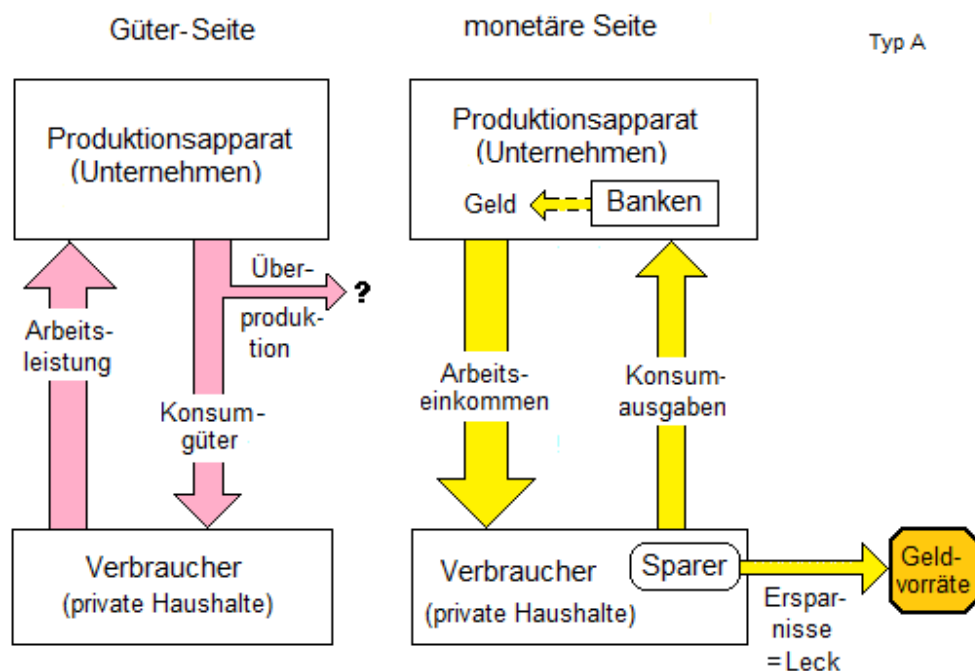 Güter-Seite
monetäre Seite
Typ A
Produktionsapparat
(Unternehmen)
Produktionsapparat
(Unternehmen)
Geld
Banken
Über-
produk-
tion
?
Arbeits-
leistung
Konsum-
güter
Arbeits-
einkommen
Konsum-
ausgaben
Verbraucher
(private Haushalte)
Verbraucher
(private Haushalte)
Sparer
Geld-
vorräte
Erspar-
nisse
=Leck